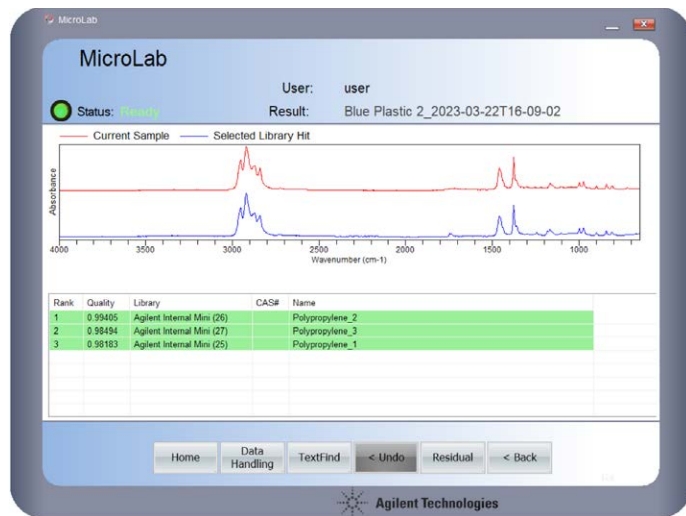 MicroLab
MicroLab
User: user
Status: Ready
Result: Blue Plastic 2_2023-03-22T16-09-02
Current Sample
Selected Library Hit
Absorbance
4000 3500 3000 2500 2000 1500 1000
Wavenumber (cm-1)
Rank Quality Library CAS# Name
1 0.99405 Agilent Internal Mini (26) Polypropylene_2
2 0.98494 Agilent Internal Mini (27) Polypropylene_3
3 0.98183 Agilent Internal Mini (25) Polypropylene_1
Home
Data
Handling
TextFind
< Undo
Residual
< Back
Agilent Technologies